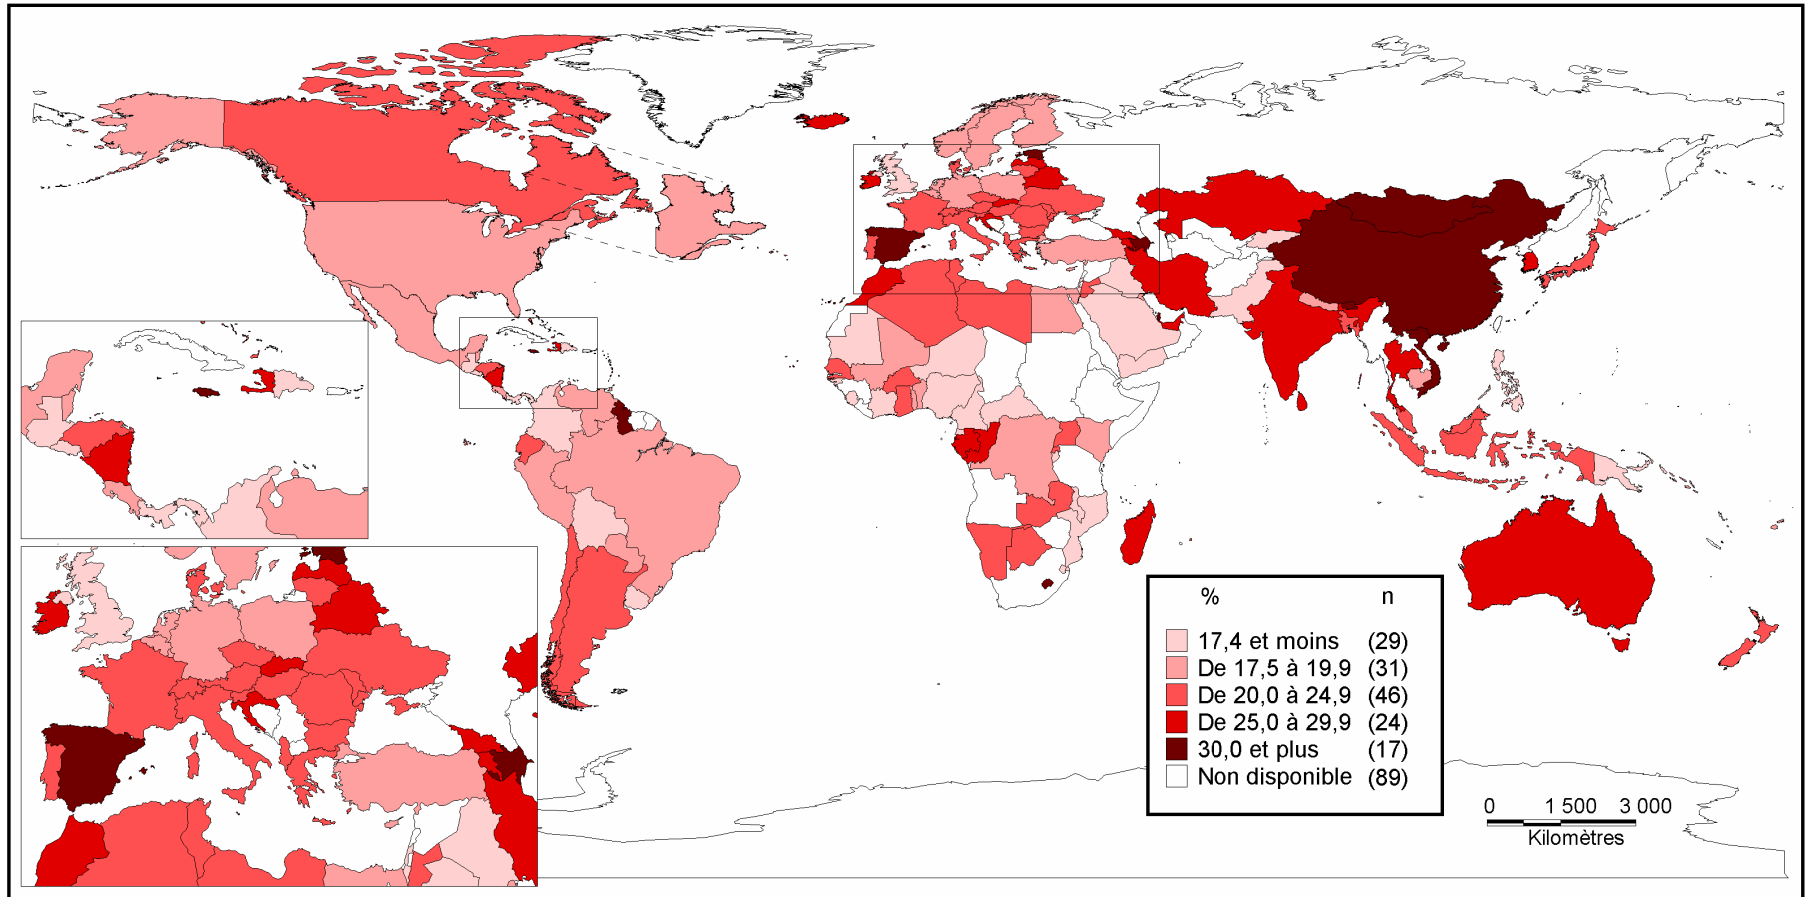 % n
17,4 et moins (29)
De 17,5 à 19,9 (31)
De 20,0 à 24,9 (46)
De 25,0 à 29,9 (24)
30,0 et plus (17)
Non disponible (89)
0 1 500 3 000
Kilomètres